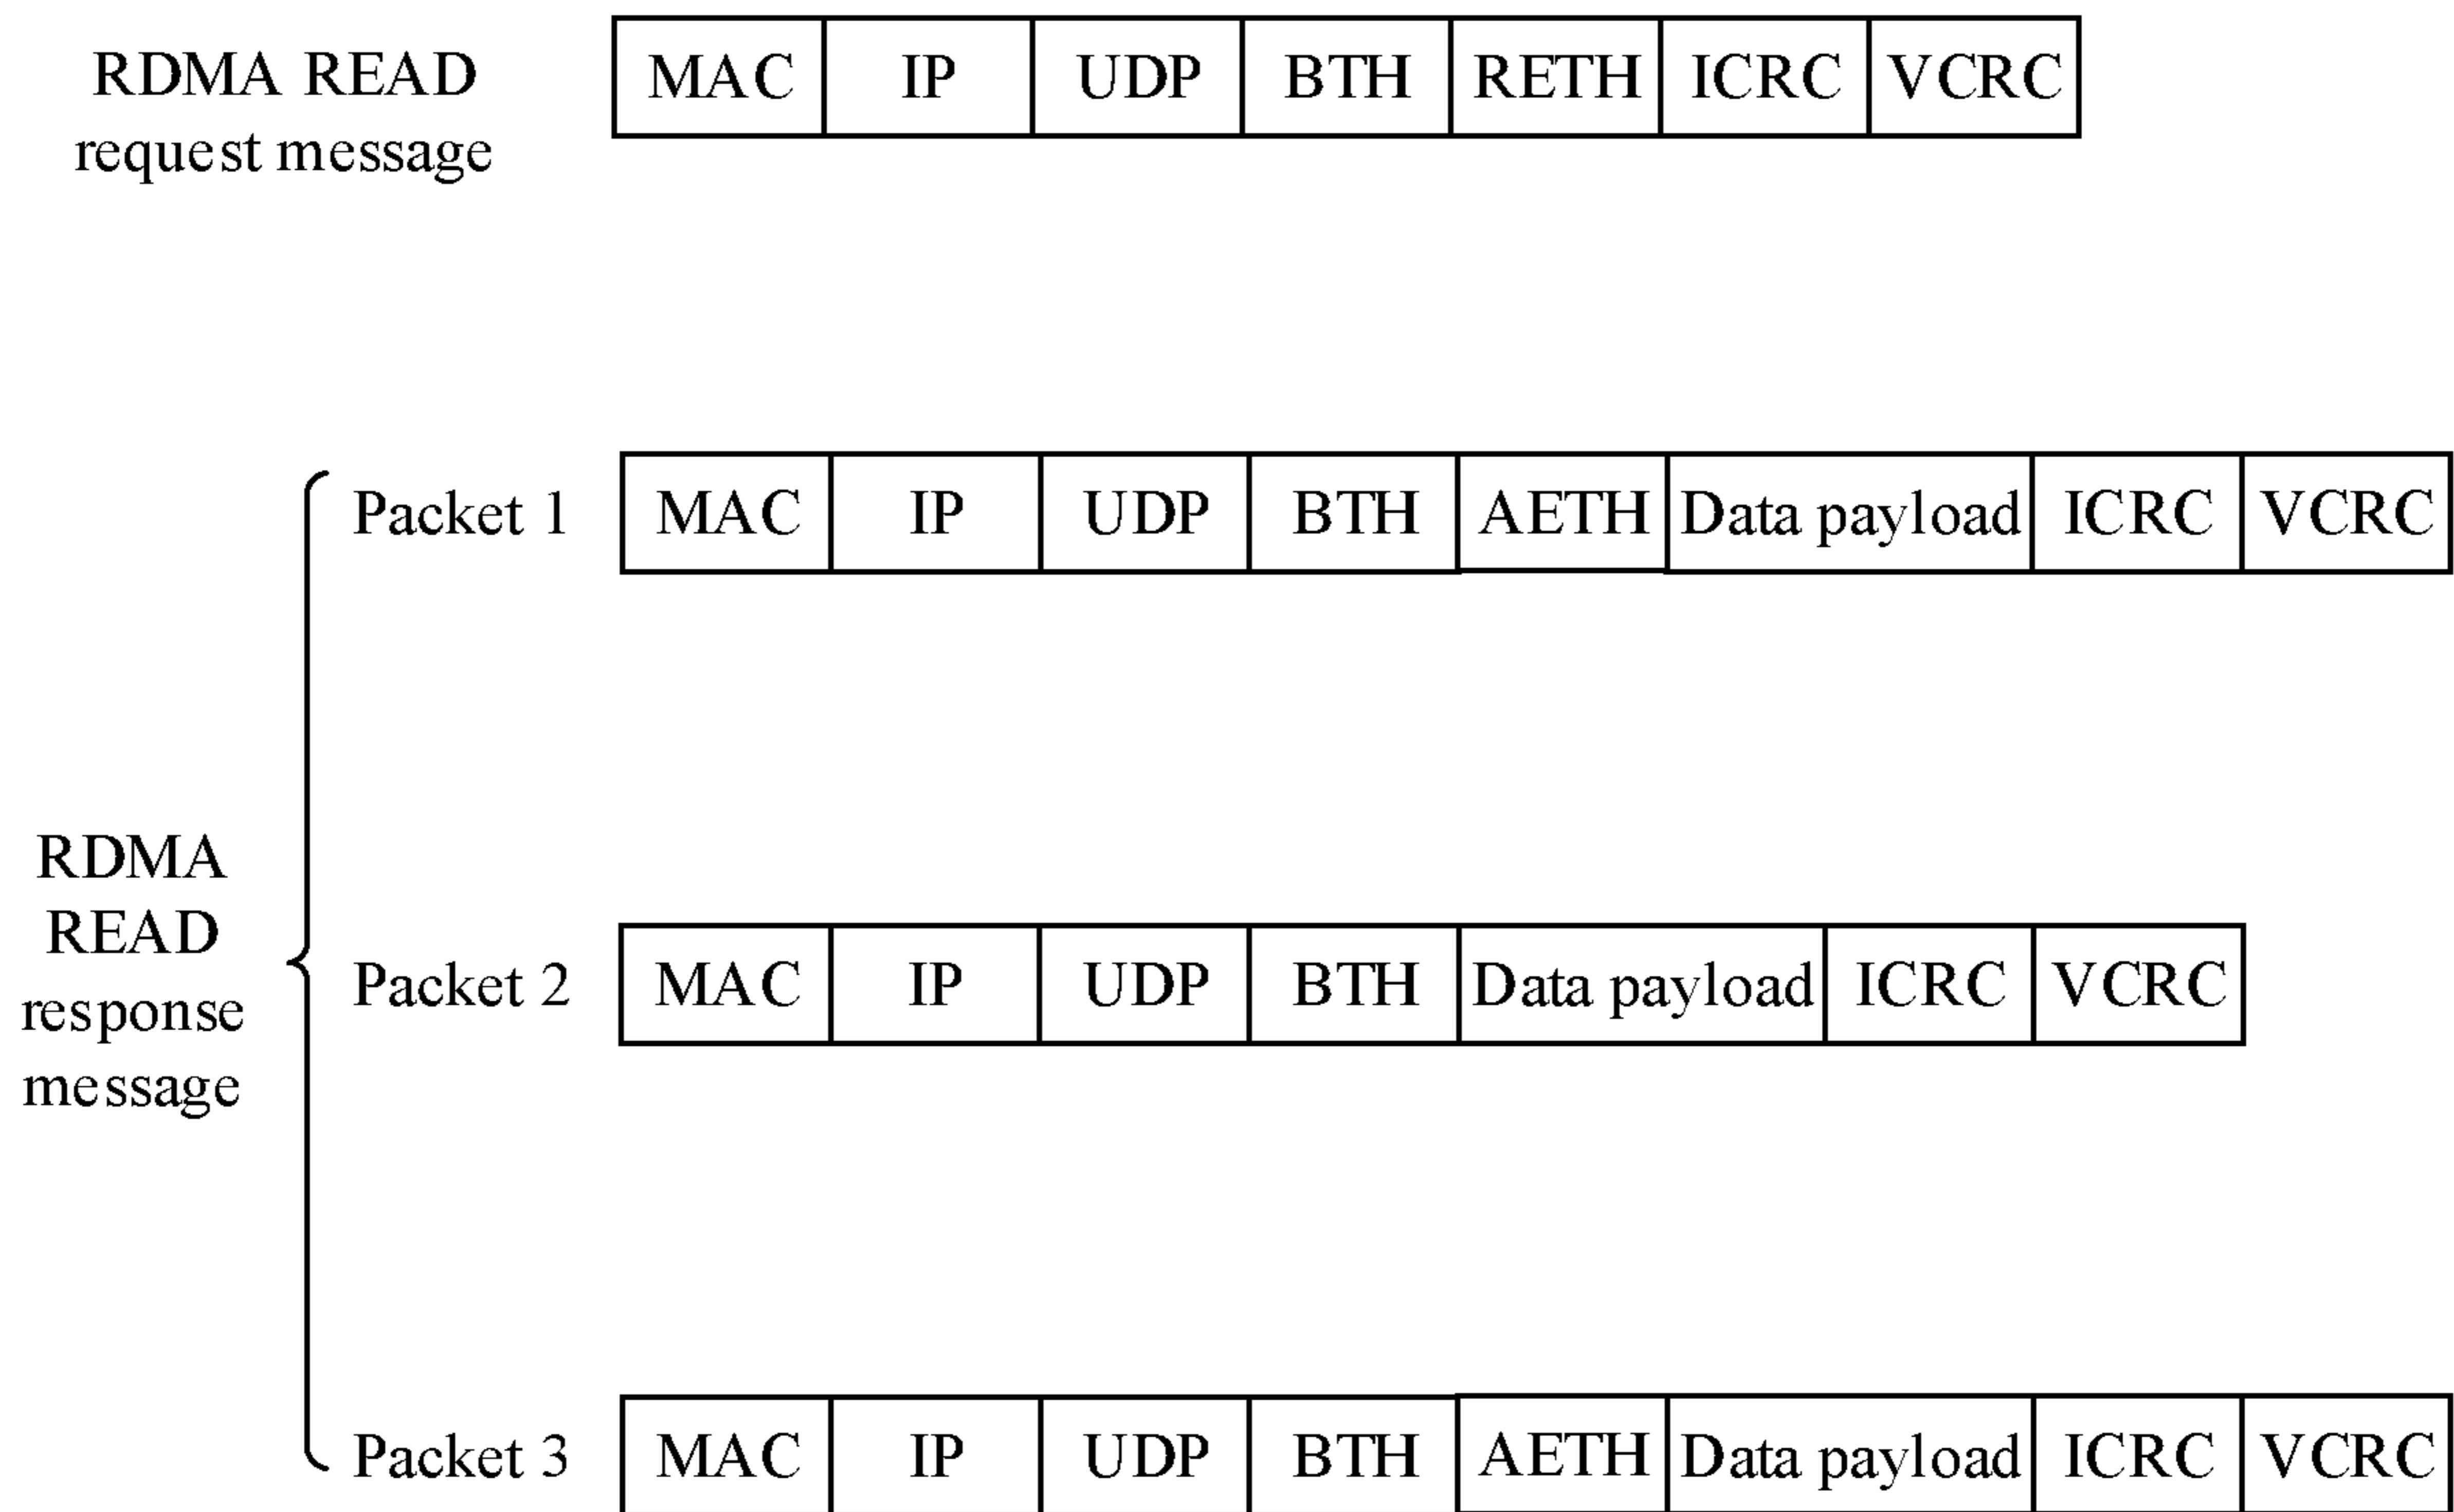 RDMA READ
request message
MAC IP UDP BTH RETH ICRC VCRC
RDMA
READ
response
message
Packet 1 MAC IP UDP BTH AETH Data payload ICRC VCRC
Packet 2 MAC IP UDP BTH Data payload ICRC VCRC
Packet 3 MAC IP UDP BTH AETH Data payload ICRC VCRC